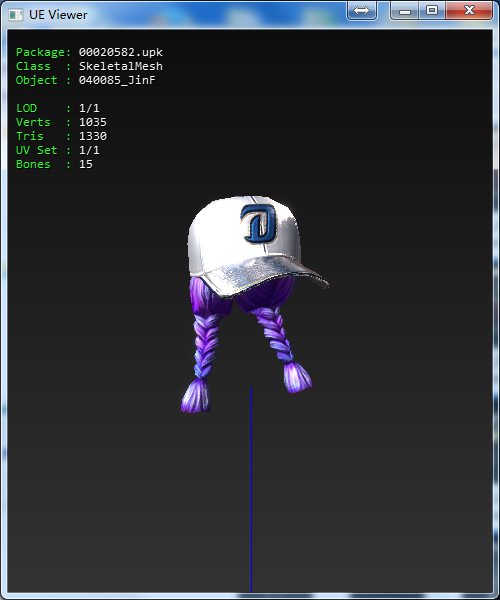 UE Viewer
Package: 00020582.upk
Class  : SkeletalMesh
Object : 040085_JinF
LOD    : 1/1
Verts  : 1035
Tris   : 1330
UV Set : 1/1
Bones  : 15
D